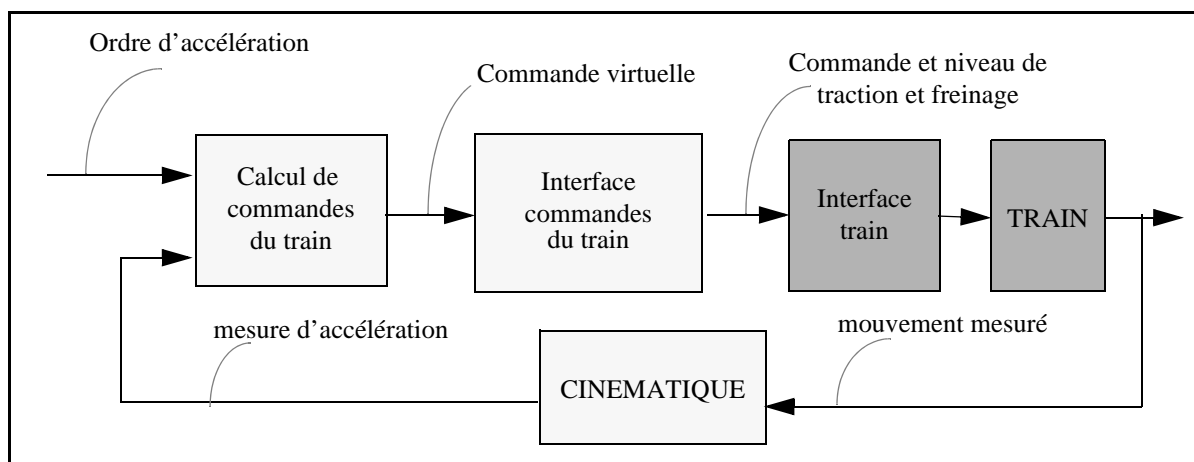 Ordre d'accélération
Commande virtuelle
Commande et niveau de
traction et freinage
Calcul de
commandes
du train
Interface
commandes
du train
Interface
train
TRAIN
mesure d'accélération
mouvement mesuré
CINEMATIQUE